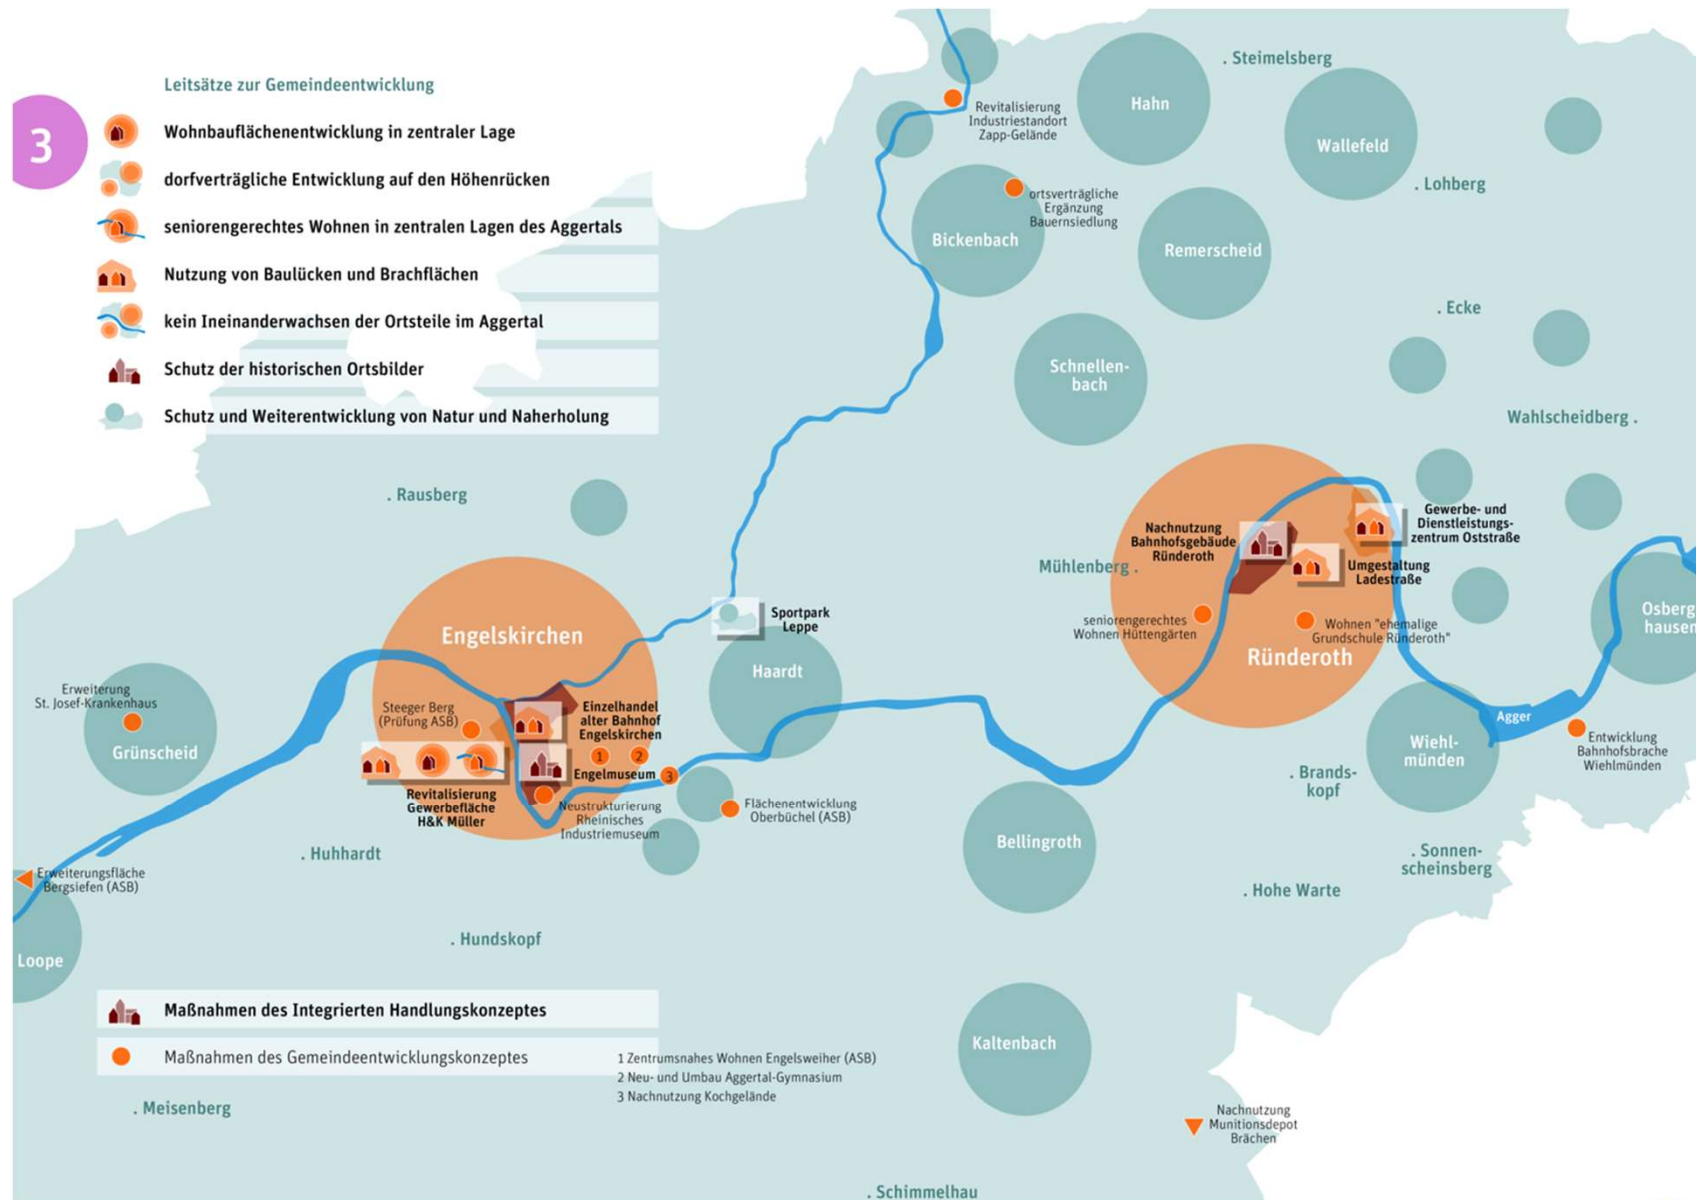 Leitsätze zur Gemeindeentwicklung
3
Wohnbauflächenentwicklung in zentraler Lage
dorfverträgliche Entwicklung auf den Höhenrücken
seniorengerechtes Wohnen in zentralen Lagen des Aggertals
Nutzung von Baulücken und Brachflächen
kein Ineinanderwachsen der Ortsteile im Aggertal
Schutz der historischen Ortsbilder
Schutz und Weiterentwicklung von Natur und Naherholung
. Steimelsberg
Hahn
Revitalisierung
Industriestandort
Zapp-Gelände
Wallefeld
. Lohberg
ortsverträgliche
Ergänzung
Bauernsiedlung
Bickenbach
Remerscheid
. Ecke
Schnellen-
bach
Wahlscheidberg .
. Rausberg
Gewerbe- und
Dienstleistungs-
zentrum Oststraße
Nachnutzung
Bahnhofsgebäude
Ründeroth
Mühlenberg .
Umgestaltung
Ladestraße
seniorengerechtes
Wohnen Hüttengärten
Wohnen "ehemalige
Grundschule Ründeroth"
Ründeroth
Osberg
hausen
Sportpark
Leppe
Engelskirchen
Haardt
Erweiterung
St. Josef-Krankenhaus
Grünscheid
Steeger Berg
(Prüfung ASB)
Einzelhandel
alter Bahnhof
Engelskirchen
1
2
3
Engelmuseum
Revitalisierung
Gewerbefläche
H&K Müller
Neustrukturierung
Rheinisches
Industriemuseum
Flächenentwicklung
Oberbüchel (ASB)
Agger
Wiehl-
münden
Entwicklung
Bahnhofsbrache
Wiehlmünden
. Brands-
kopf
Bellingroth
. Sonnen-
scheinsberg
. Hohe Warte
. Huhhardt
Erweiterungsfläche
Bergsiefen (ASB)
Loope
. Hundskopf
Maßnahmen des Integrierten Handlungskonzeptes
Maßnahmen des Gemeindeentwicklungskonzeptes
1 Zentrumsnahes Wohnen Engelsweiher (ASB)
2 Neu- und Umbau Aggertal-Gymnasium
3 Nachnutzung Kochgelände
Kaltenbach
. Meisenberg
Nachnutzung
Munitionsdepot
Brächen
. Schimmelhau